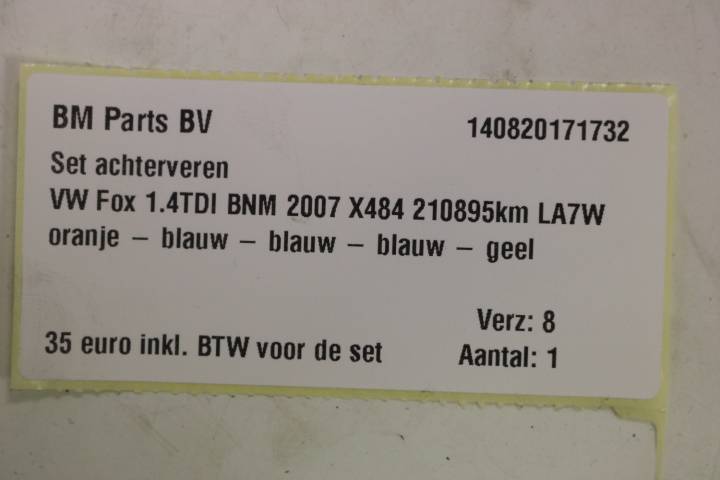 BM Parts BV 140820171732
Set achterveren
VW Fox 1.4TDI BNM 2007 X484 210895km LA7W
oranje – blauw – blauw – blauw – geel
Verz: 8
35 euro inkl. BTW voor de set Aantal: 1